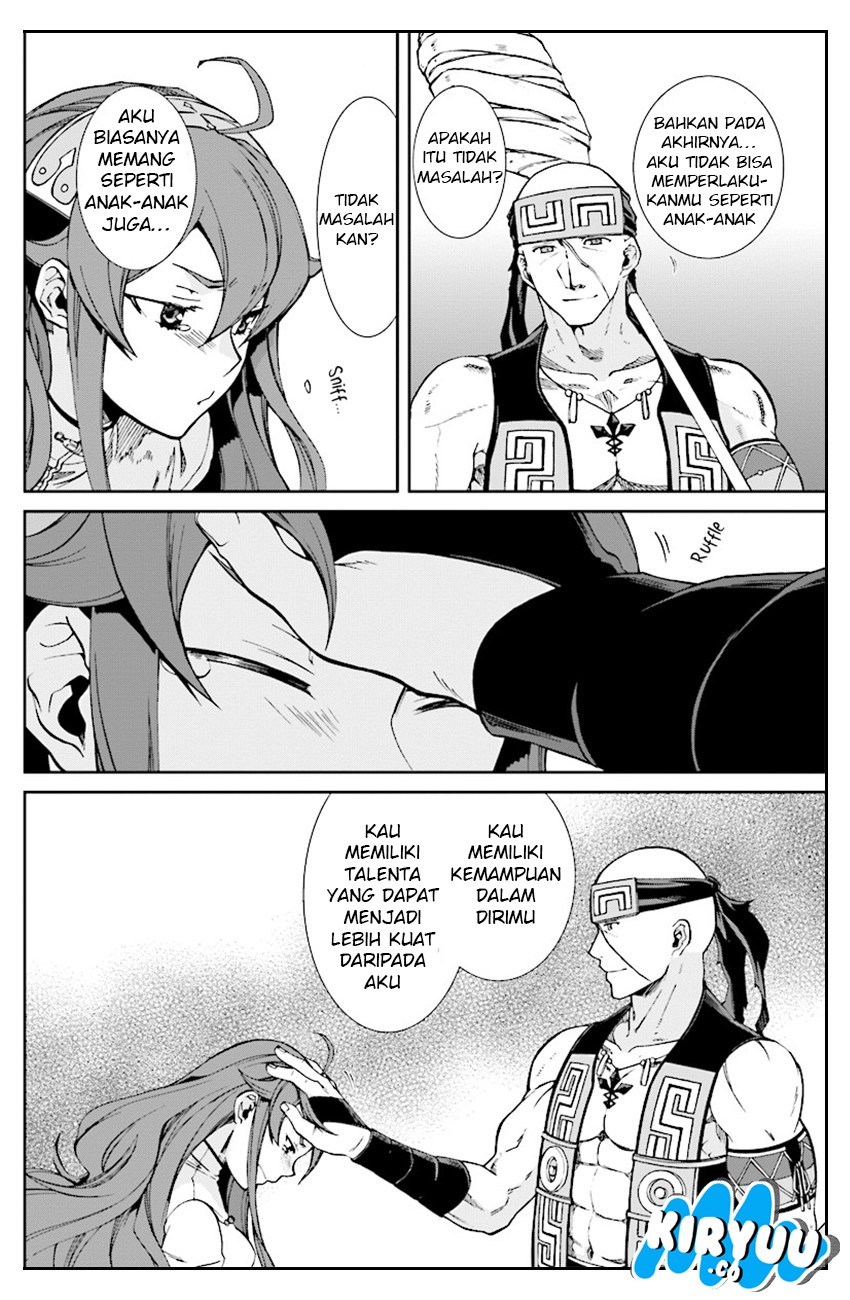 BAHKAN PADA
AKHIRNYA...
AKU TIDAK BISA
MEMPERLAKU-
KANMU SEPERTI
ANAK-ANAK
APAKAH
ITU TIDAK
MASALAH?
TIDAK
MASALAH
KAN?
AKU
BIASANYA
MEMANG
SEPERTI
ANAK-ANAK
JUGA...
Sniff...
Ruffle
KAU
MEMILIKI
KEMAMPUAN
DALAM
DIRIMU
KAU
MEMILIKI
TALENTA
YANG DAPAT
MENJADI
LEBIH KUAT
DARIPADA
AKU
KIRYUU
.CO